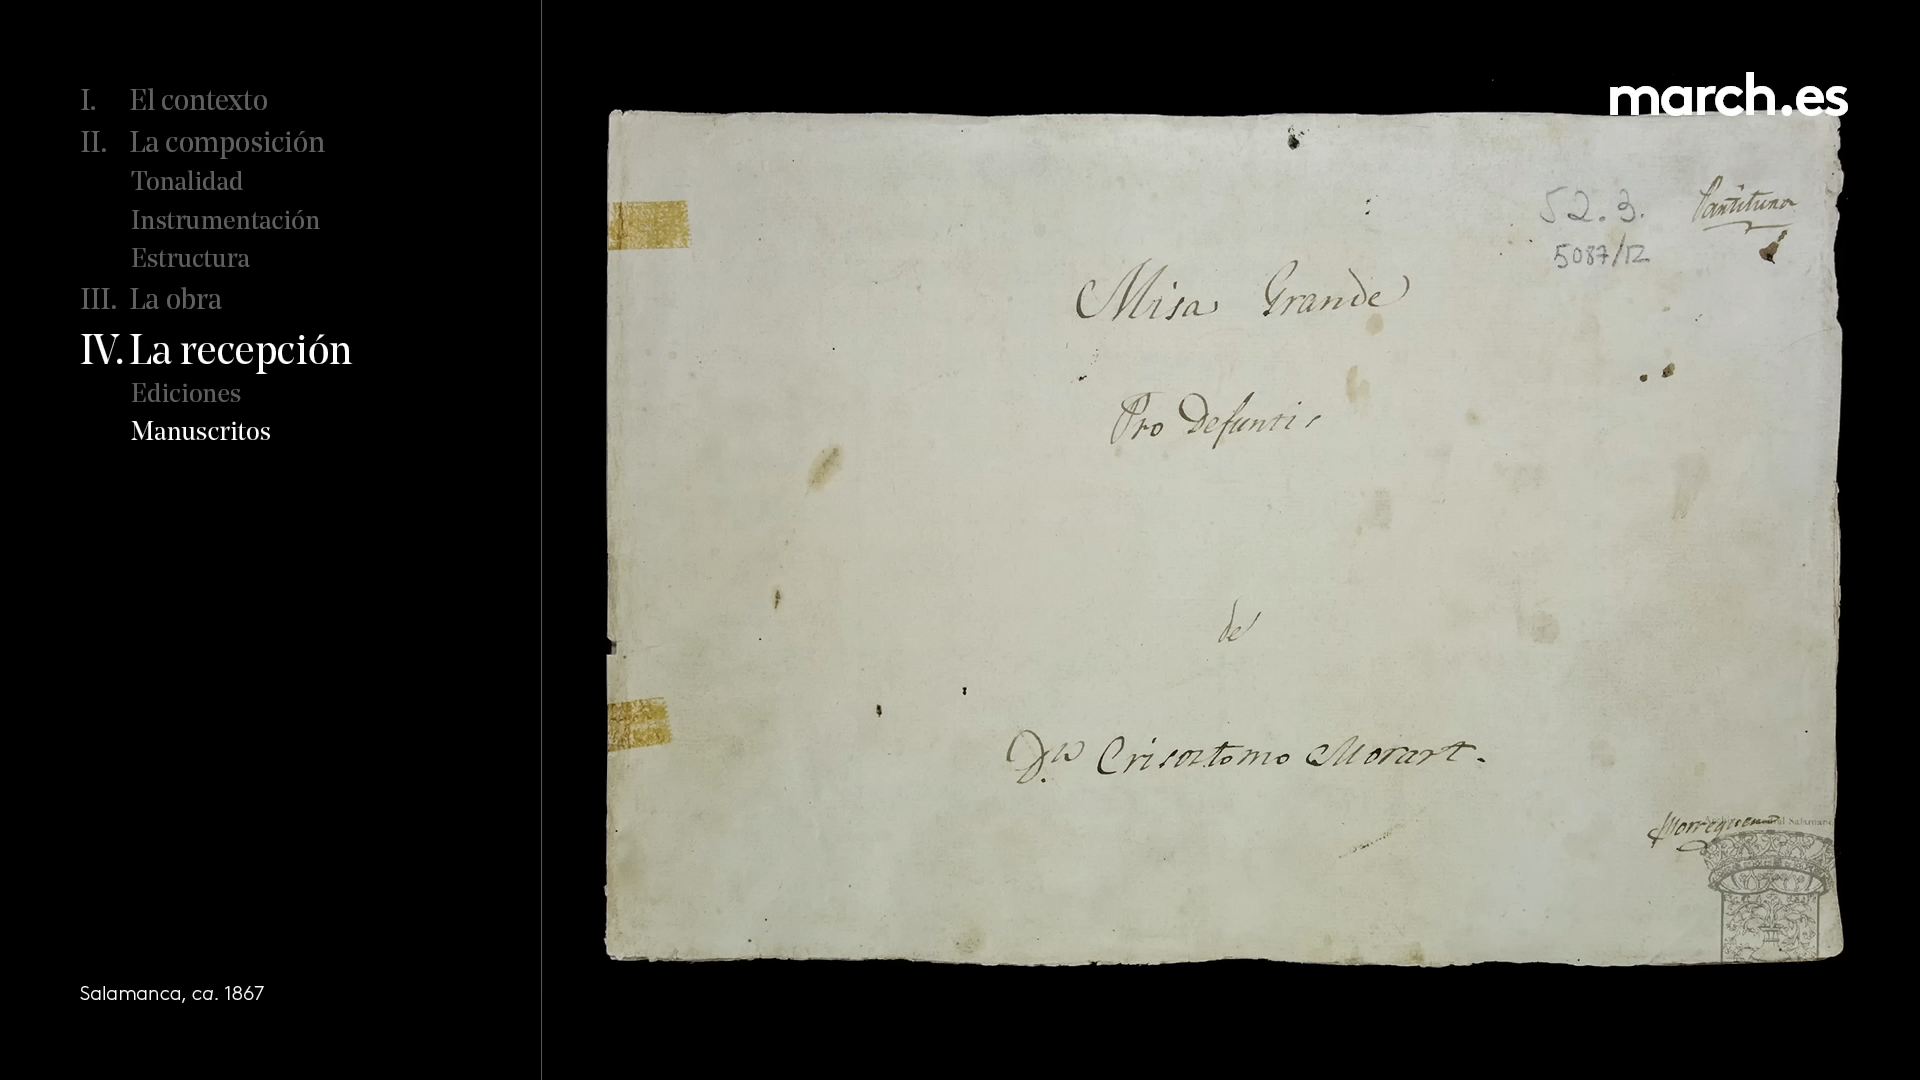 I. El contexto
II. La composición
Tonalidad
Instrumentación
Estructura
III. La obra
IV. La recepción
Ediciones
Manuscritos
Salamanca, ca. 1867
march.es
Partitura
52.3.
5087/12
Misa Grande
Pro Defuntis
de
Dn Crisostomo Morart.